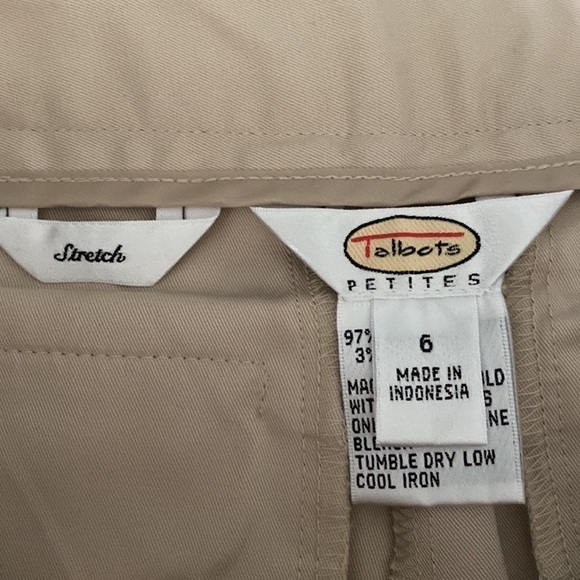 Stretch
Talbots
PETITES
6
MADE IN
INDONESIA
97%
3%
TUMBLE DRY LOW
COOL IRON